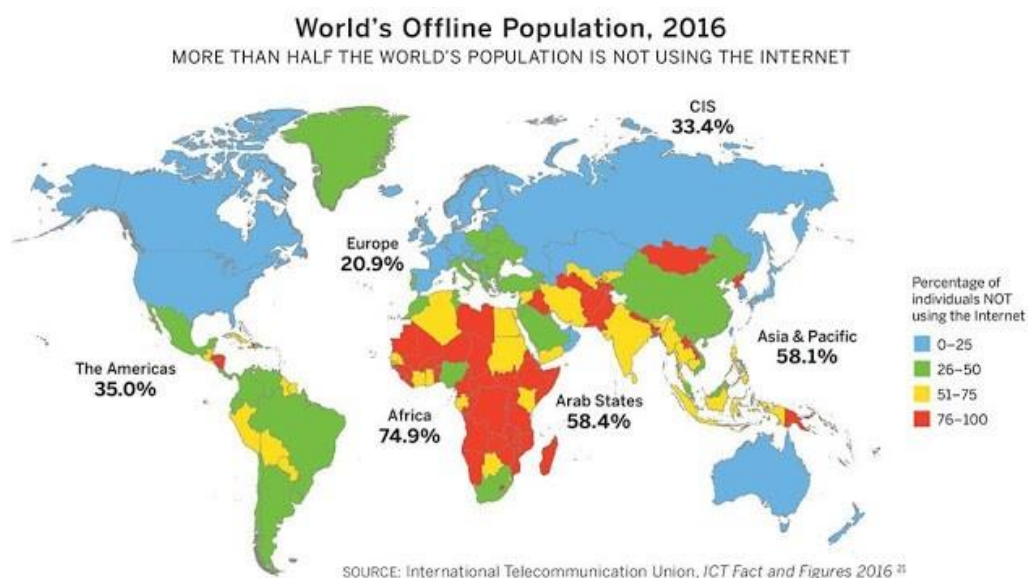 World's Offline Population, 2016
MORE THAN HALF THE WORLD'S POPULATION IS NOT USING THE INTERNET
CIS
33.4%
Europe
20.9%
Percentage of
individuals NOT
using the Internet
0–25
26–50
51–75
76–100
Asia & Pacific
58.1%
The Americas
35.0%
Arab States
58.4%
Africa
74.9%
SOURCE: International Telecommunication Union, ICT Fact and Figures 2016 21